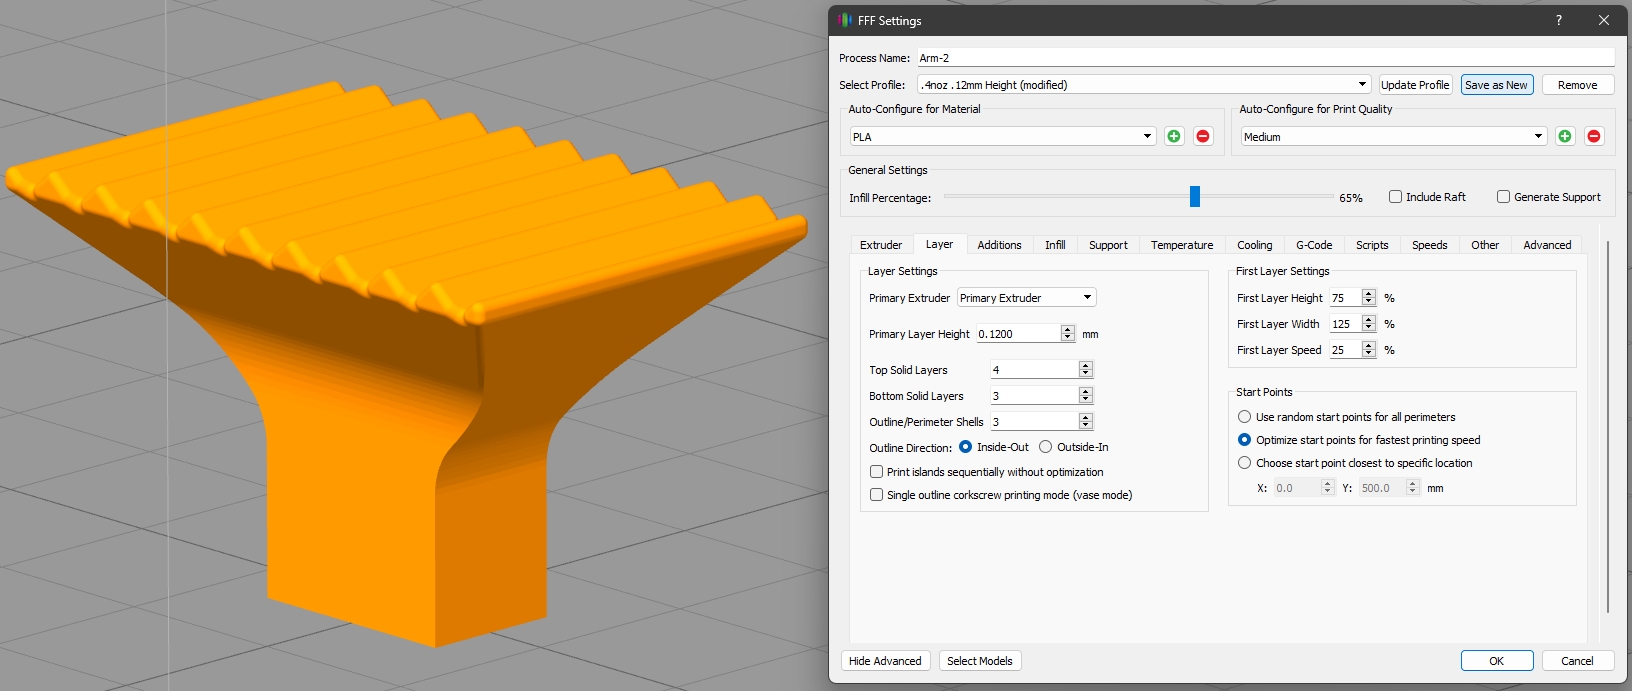 FFF Settings ?
Process Name: Arm-2
Select Profile: .4noz .12mm Height (modified) Update Profile Save as New Remove
Auto-Configure for Material Auto-Configure for Print Quality
PLA Medium
General Settings
Infill Percentage: 65% Include Raft Generate Support
Extruder Layer Additions Infill Support Temperature Cooling G-Code Scripts Speeds Other Advanced
Layer Settings First Layer Settings
Primary Extruder Primary Extruder First Layer Height 75 %
First Layer Width 125 %
Primary Layer Height 0.1200 mm
First Layer Speed 25 %
Top Solid Layers 4
Bottom Solid Layers 3 Start Points
Outline/Perimeter Shells 3 Use random start points for all perimeters
Outline Direction: Inside-Out Outside-In Optimize start points for fastest printing speed
Print islands sequentially without optimization Choose start point closest to specific location
Single outline corkscrew printing mode (vase mode) X: 0.0 Y: 500.0 mm
Hide Advanced Select Models OK Cancel